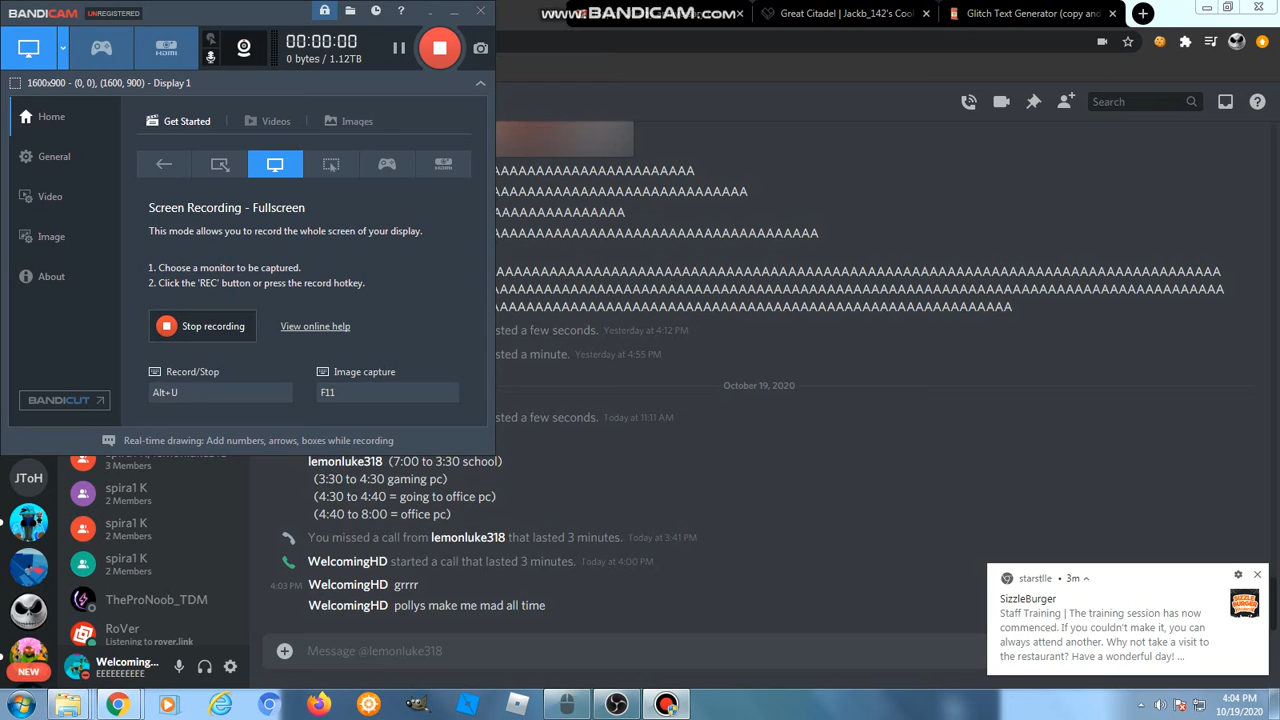 BANDICAM UNREGISTERED
www.BANDICAM.com
Great Citadel | Jackb_142's Cool
Glitch Text Generator (copy and
00:00:00
0 bytes / 1.12TB
1600x900 - (0, 0), (1600, 900) - Display 1
Home
General
Video
Image
About
BANDICUT
Get Started
Videos
Images
Screen Recording - Fullscreen
This mode allows you to record the whole screen of your display.
1. Choose a monitor to be captured.
2. Click the 'REC' button or press the record hotkey.
Stop recording
View online help
Record/Stop
Image capture
Alt+U
F11
Real-time drawing: Add numbers, arrows, boxes while recording
Search
sted a few seconds. Yesterday at 4:12 PM
sted a minute. Yesterday at 4:55 PM
October 19, 2020
sted a few seconds. Today at 11:11 AM
lemonluke318 (7:00 to 3:30 school)
(3:30 to 4:30 gaming pc)
(4:30 to 4:40 = going to office pc)
(4:40 to 8:00 = office pc)
You missed a call from lemonluke318 that lasted 3 minutes. Today at 3:41 PM
WelcomingHD started a call that lasted 3 minutes. Today at 4:00 PM
4:03 PM WelcomingHD grrrr
WelcomingHD pollys make me mad all time
Message @lemonluke318
JToH
3 Members
spira1 K
2 Members
spira1 K
2 Members
spira1 K
2 Members
TheProNoob_TDM
RoVer
Listening to rover.link
NEW
Welcoming...
EEEEEEEEEE
starstlle • 3m
SizzleBurger
Staff Training | The training session has now
commenced. If you couldn't make it, you can
always attend another. Why not take a visit to
the restaurant? Have a wonderful day! ...
4:04 PM
10/19/2020